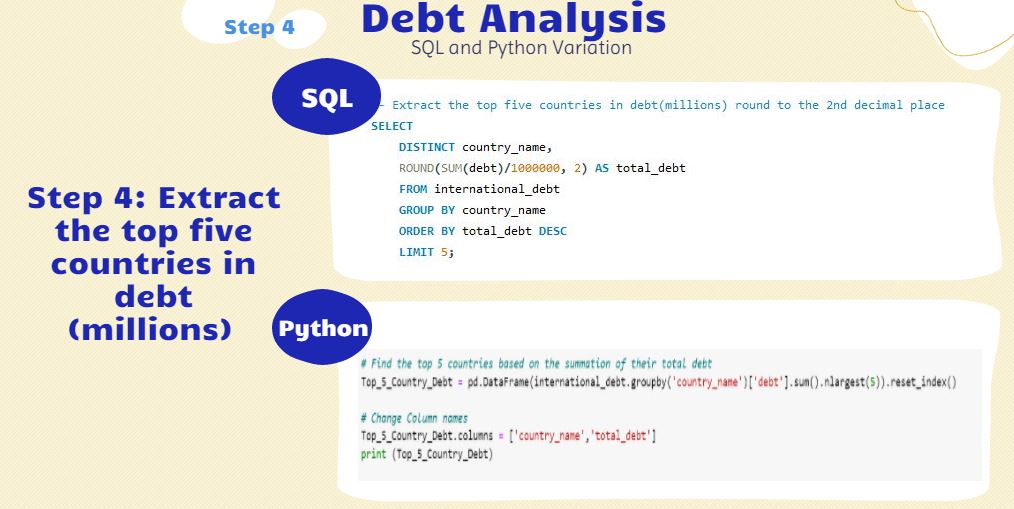 Step 4
Debt Analysis
SQL and Python Variation
SQL
- Extract the top five countries in debt(millions) round to the 2nd decimal place
SELECT
DISTINCT country_name,
ROUND(SUM(debt)/1000000, 2) AS total_debt
FROM international_debt
GROUP BY country_name
ORDER BY total_debt DESC
LIMIT 5;
Step 4: Extract
the top five
countries in
debt
(millions)
Python
# Find the top 5 countries based on the summation of their total debt
Top_5_Country_Debt = pd.DataFrame(international_debt.groupby('country_name')['debt'].sum().nlargest(5)).reset_index()
# Change Column names
Top_5_Country_Debt.columns = ['country_name','total_debt']
print (Top_5_Country_Debt)